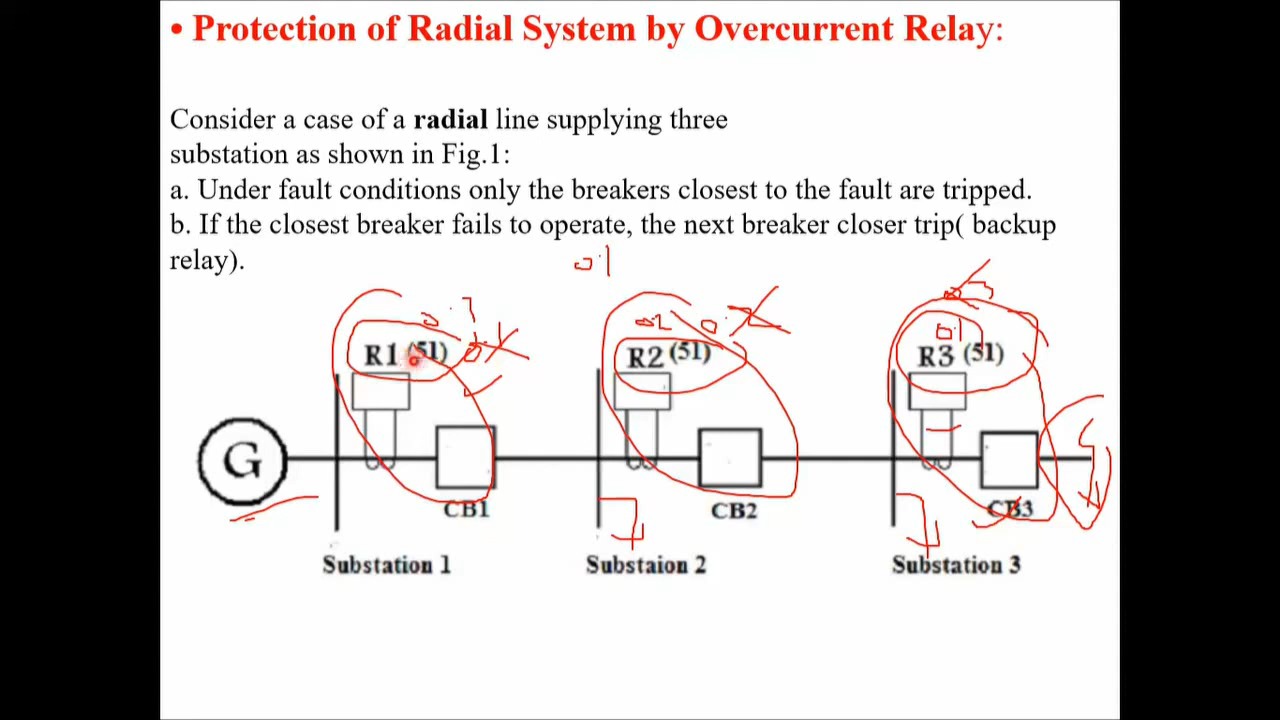 • Protection of Radial System by Overcurrent Relay:
Consider a case of a radial line supplying three
substation as shown in Fig.1:
a. Under fault conditions only the breakers closest to the fault are tripped.
b. If the closest breaker fails to operate, the next breaker closer trip( backup
relay).
R1 (51)
R2 (51)
R3 (51)
G
CB1
CB2
CB3
Substation 1
Substaion 2
Substation 3